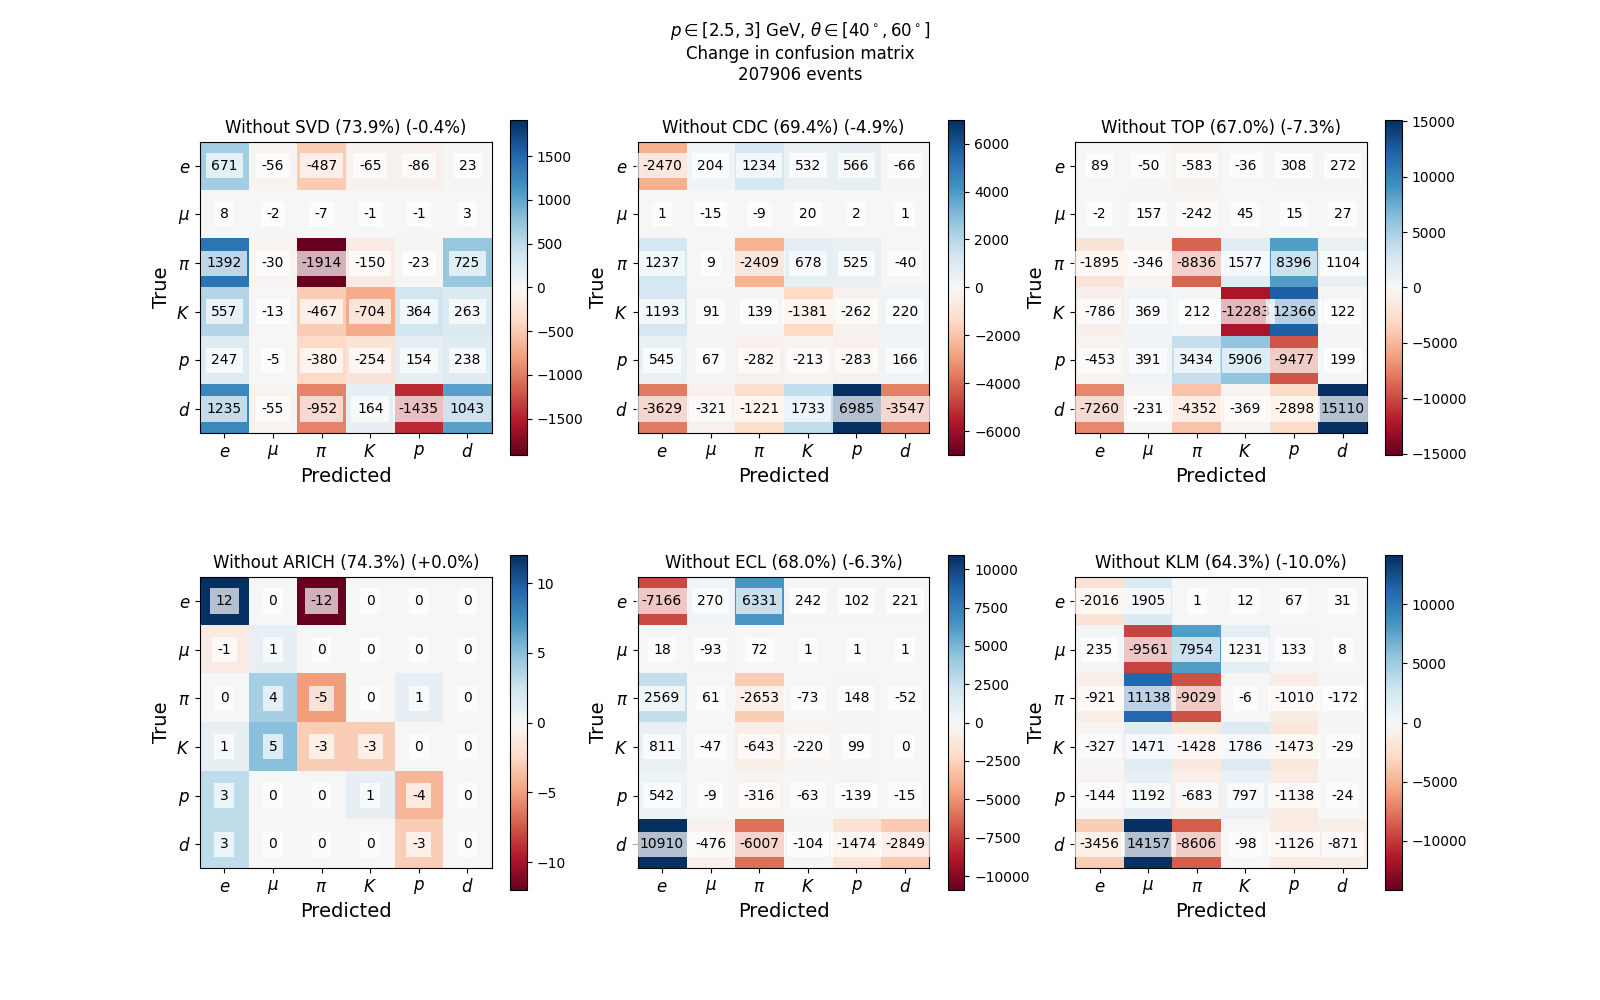 p ∈ [2.5, 3] GeV, θ ∈ [40°, 60°]
Change in confusion matrix
207906 events
Without SVD (73.9%) (-0.4%)
e 671 -56 -487 -65 -86 23
μ 8 -2 -7 -1 -1 3
π 1392 -30 -1914 -150 -23 725
K 557 -13 -467 -704 364 263
p 247 -5 -380 -254 154 238
d 1235 -55 -952 164 -1435 1043
e μ π K p d
Predicted
True
1500
1000
500
0
−500
−1000
−1500
Without CDC (69.4%) (-4.9%)
e -2470 204 1234 532 566 -66
1 -15 -9 20 2 1
π 1237 9 -2409 678 525 -40
K 1193 91 139 -1381 -262 220
p 545 67 -282 -213 -283 166
d -3629 -321 -1221 1733 6985 -3547
e μ π K p d
Predicted
True
6000
4000
2000
0
−2000
−4000
−6000
Without TOP (67.0%) (-7.3%)
e 89 -50 -583 -36 308 272
μ -2 157 -242 45 15 27
π -1895 -346 -8836 1577 8396 1104
K -786 369 212 -12283 12366 122
p -453 391 3434 5906 -9477 199
d -7260 -231 -4352 -369 -2898 15110
e μ π K p d
Predicted
True
15000
10000
5000
0
−5000
−10000
−15000
Without ARICH (74.3%) (+0.0%)
e 12 0 -12 0 0 0
μ -1 1 0 0 0 0
π 0 4 -5 0 1 0
K 1 5 -3 -3 0 0
p 3 0 0 1 -4 0
d 3 0 0 0 -3 0
e μ π K p d
Predicted
True
10
5
0
−5
−10
Without ECL (68.0%) (-6.3%)
e -7166 270 6331 242 102 221
μ 18 -93 72 1 1 1
π 2569 61 -2653 -73 148 -52
K 811 -47 -643 -220 99 0
p 542 -9 -316 -63 -139 -15
d 10910 -476 -6007 -104 -1474 -2849
e μ π K p d
Predicted
True
10000
7500
5000
2500
0
−2500
−5000
−7500
−10000
Without KLM (64.3%) (-10.0%)
e -2016 1905 1 12 67 31
μ 235 -9561 7954 1231 133 8
π -921 11138 -9029 -6 -1010 -172
K -327 1471 -1428 1786 -1473 -29
p -144 1192 -683 797 -1138 -24
d -3456 14157 -8606 -98 -1126 -871
e μ π K p d
Predicted
True
10000
5000
0
−5000
−10000